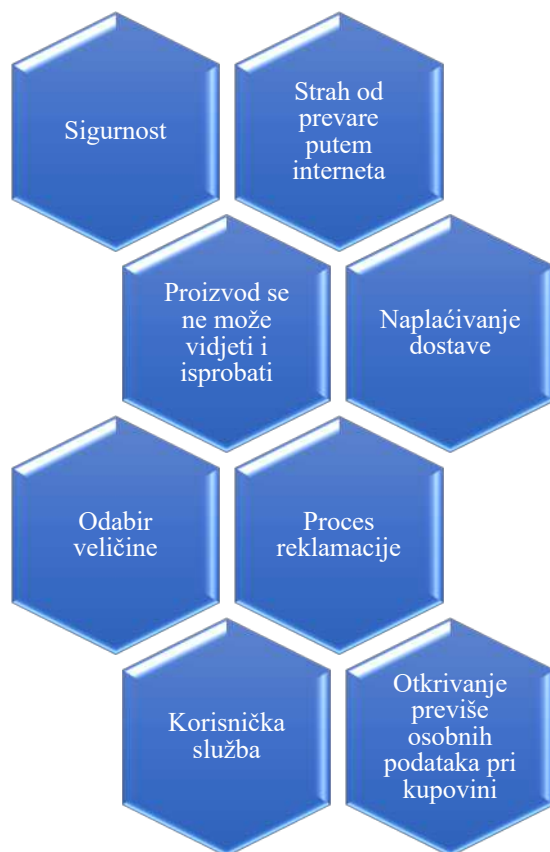 Sigurnost
Strah od
prevare
putem
interneta
Proizvod se
ne može
vidjeti i
isprobati
Naplaćivanje
dostave
Odabir
veličine
Proces
reklamacije
Korisnička
služba
Otkrivanje
previše
osobnih
podataka pri
kupovini